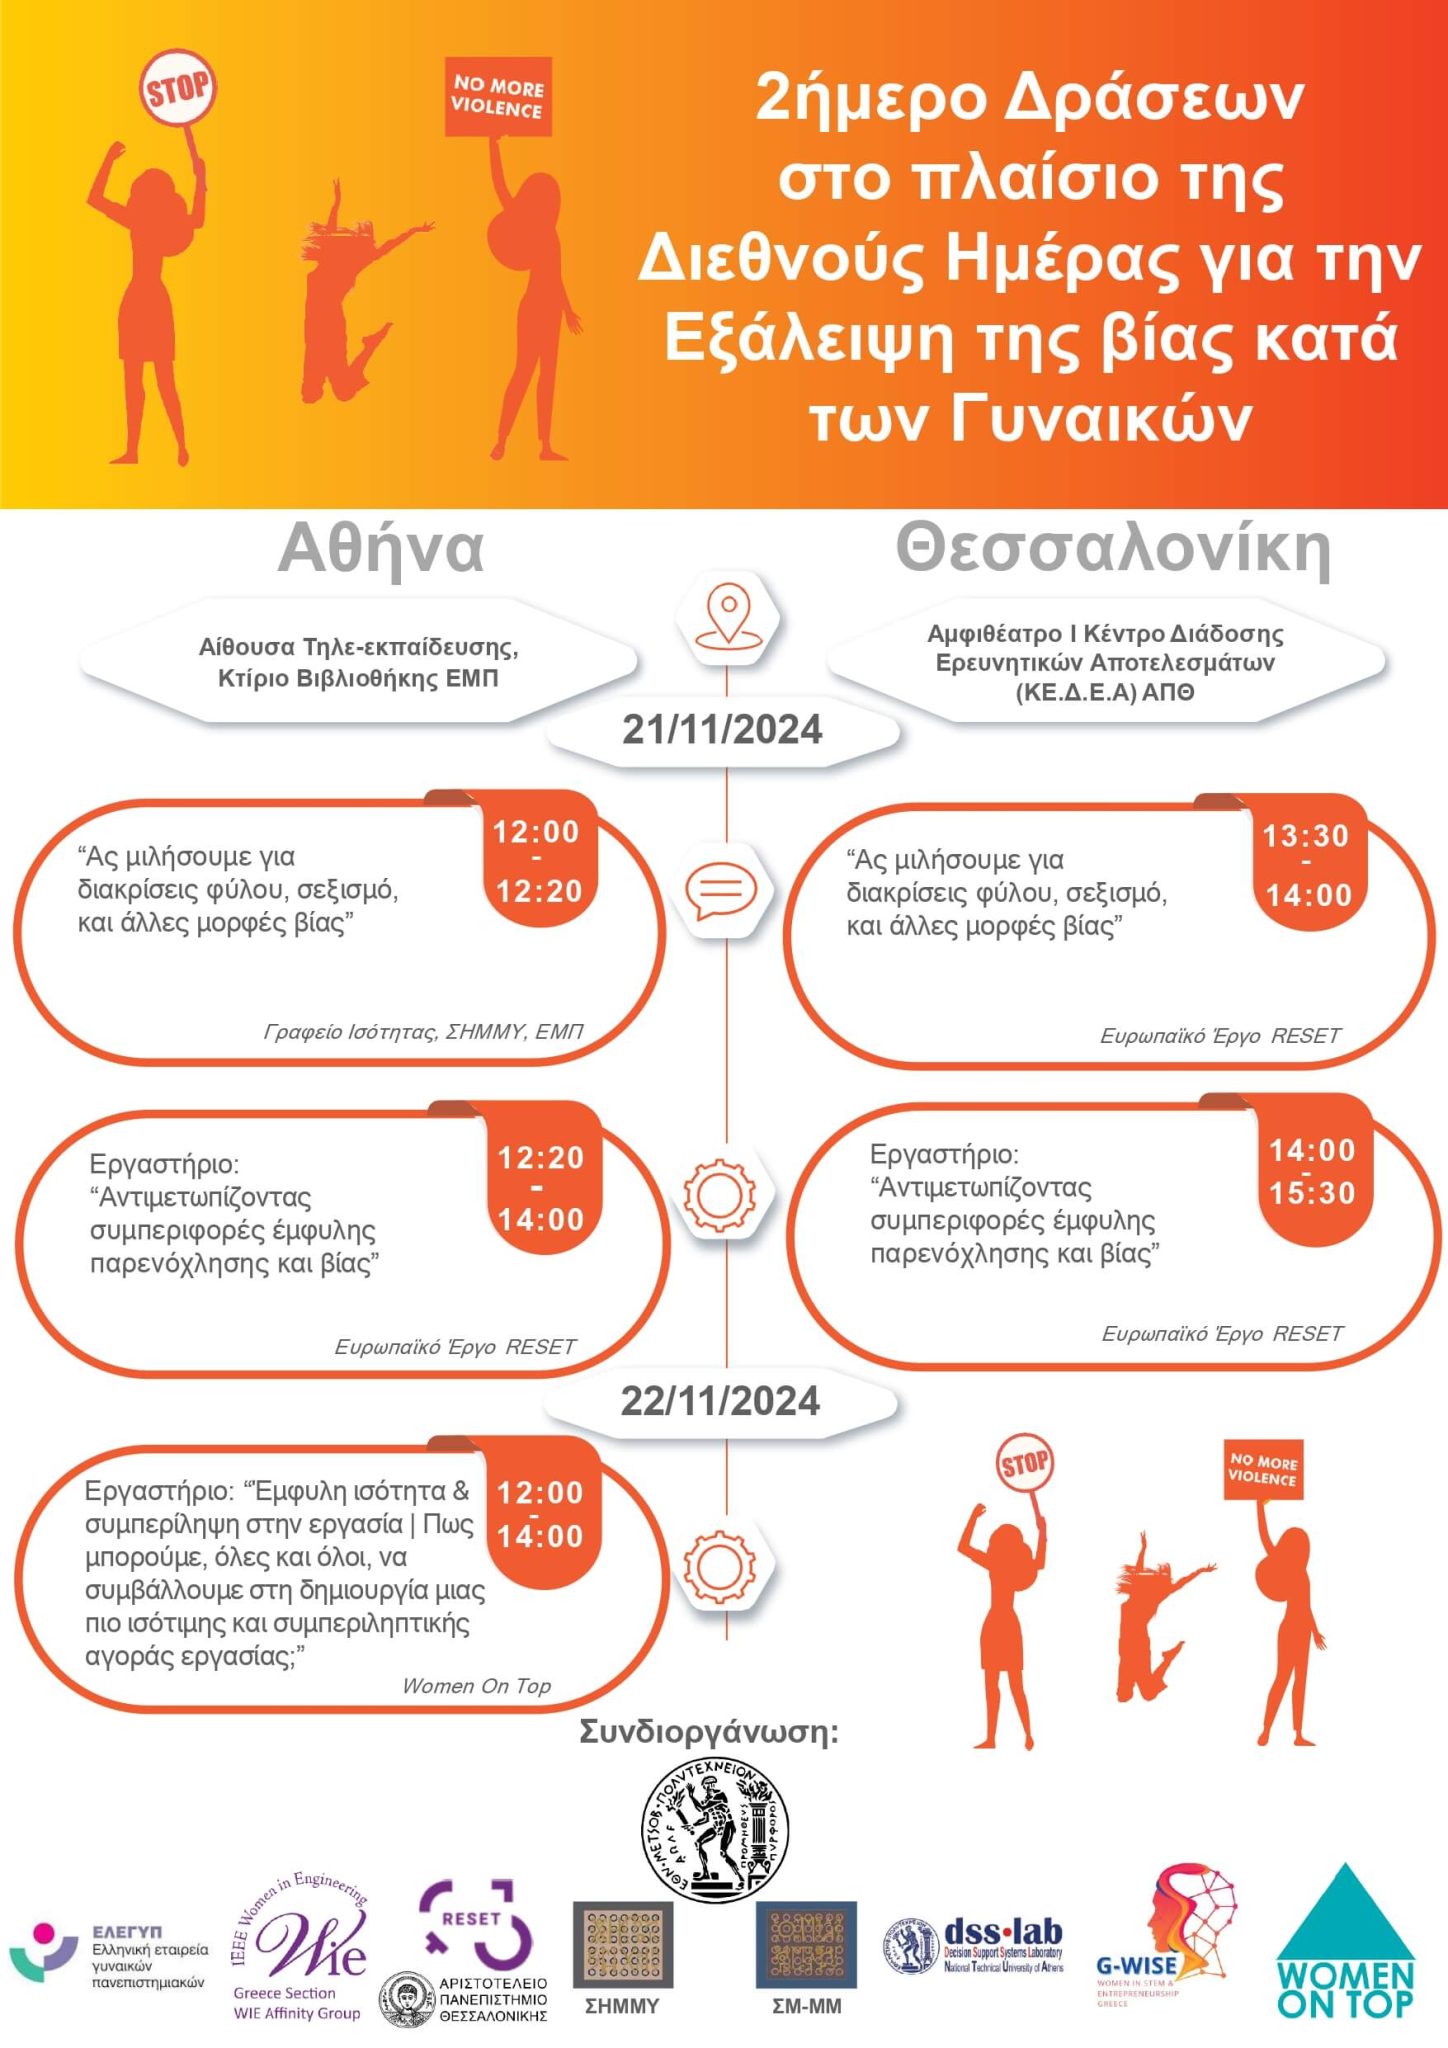 STOP
NO MORE
VIOLENCE
2ήμερο Δράσεων
στο πλαίσιο της
Διεθνούς Ημέρας για την
Εξάλειψη της βίας κατά
των Γυναικών
Αθήνα
Θεσσαλονίκη
Αίθουσα Τηλε-εκπαίδευσης,
Κτίριο Βιβλιοθήκης ΕΜΠ
Αμφιθέατρο Ι Κέντρο Διάδοσης
Ερευνητικών Αποτελεσμάτων
(ΚΕ.Δ.Ε.Α) ΑΠΘ
21/11/2024
12:00
-
12:20
“Ας μιλήσουμε για
διακρίσεις φύλου, σεξισμό,
και άλλες μορφές βίας”
Γραφείο Ισότητας, ΣΗΜΜΥ, ΕΜΠ
13:30
-
14:00
“Ας μιλήσουμε για
διακρίσεις φύλου, σεξισμό,
και άλλες μορφές βίας”
Ευρωπαϊκό Έργο RESET
12:20
-
14:00
Εργαστήριο:
“Αντιμετωπίζοντας
συμπεριφορές έμφυλης
παρενόχλησης και βίας”
Ευρωπαϊκό Έργο RESET
14:00
-
15:30
Εργαστήριο:
“Αντιμετωπίζοντας
συμπεριφορές έμφυλης
παρενόχλησης και βίας”
Ευρωπαϊκό Έργο RESET
22/11/2024
12:00
-
14:00
Εργαστήριο: “Έμφυλη ισότητα &
συμπερίληψη στην εργασία | Πως
μπορούμε, όλες και όλοι, να
συμβάλλουμε στη δημιουργία μιας
πιο ισότιμης και συμπεριληπτικής
αγοράς εργασίας;”
Women On Top
STOP
NO MORE
VIOLENCE
Συνδιοργάνωση:
ΕΘΝ·ΜΕΤΣΟΒ·ΠΟΛΥΤΕΧΝΕΙΟΝ
ΠΡΟΜΗΘΕΥΣ
ΠΥΡΦΟΡΟΣ
ΕΛΕΓΥΠ
Ελληνική εταιρεία
γυναικών
πανεπιστημιακών
IEEE Women in Engineering
Wie
Greece Section
WIE Affinity Group
RESET
ΑΡΙΣΤΟΤΕΛΕΙΟ
ΠΑΝΕΠΙΣΤΗΜΙΟ
ΘΕΣΣΑΛΟΝΙΚΗΣ
ΣΗΜΜΥ
ΣΜ-ΜΜ
dss·lab
Decision Support Systems Laboratory
National Technical University of Athens
G-WISE
WOMEN IN STEM &
ENTREPRENEURSHIP
GREECE
WOMEN
ON TOP